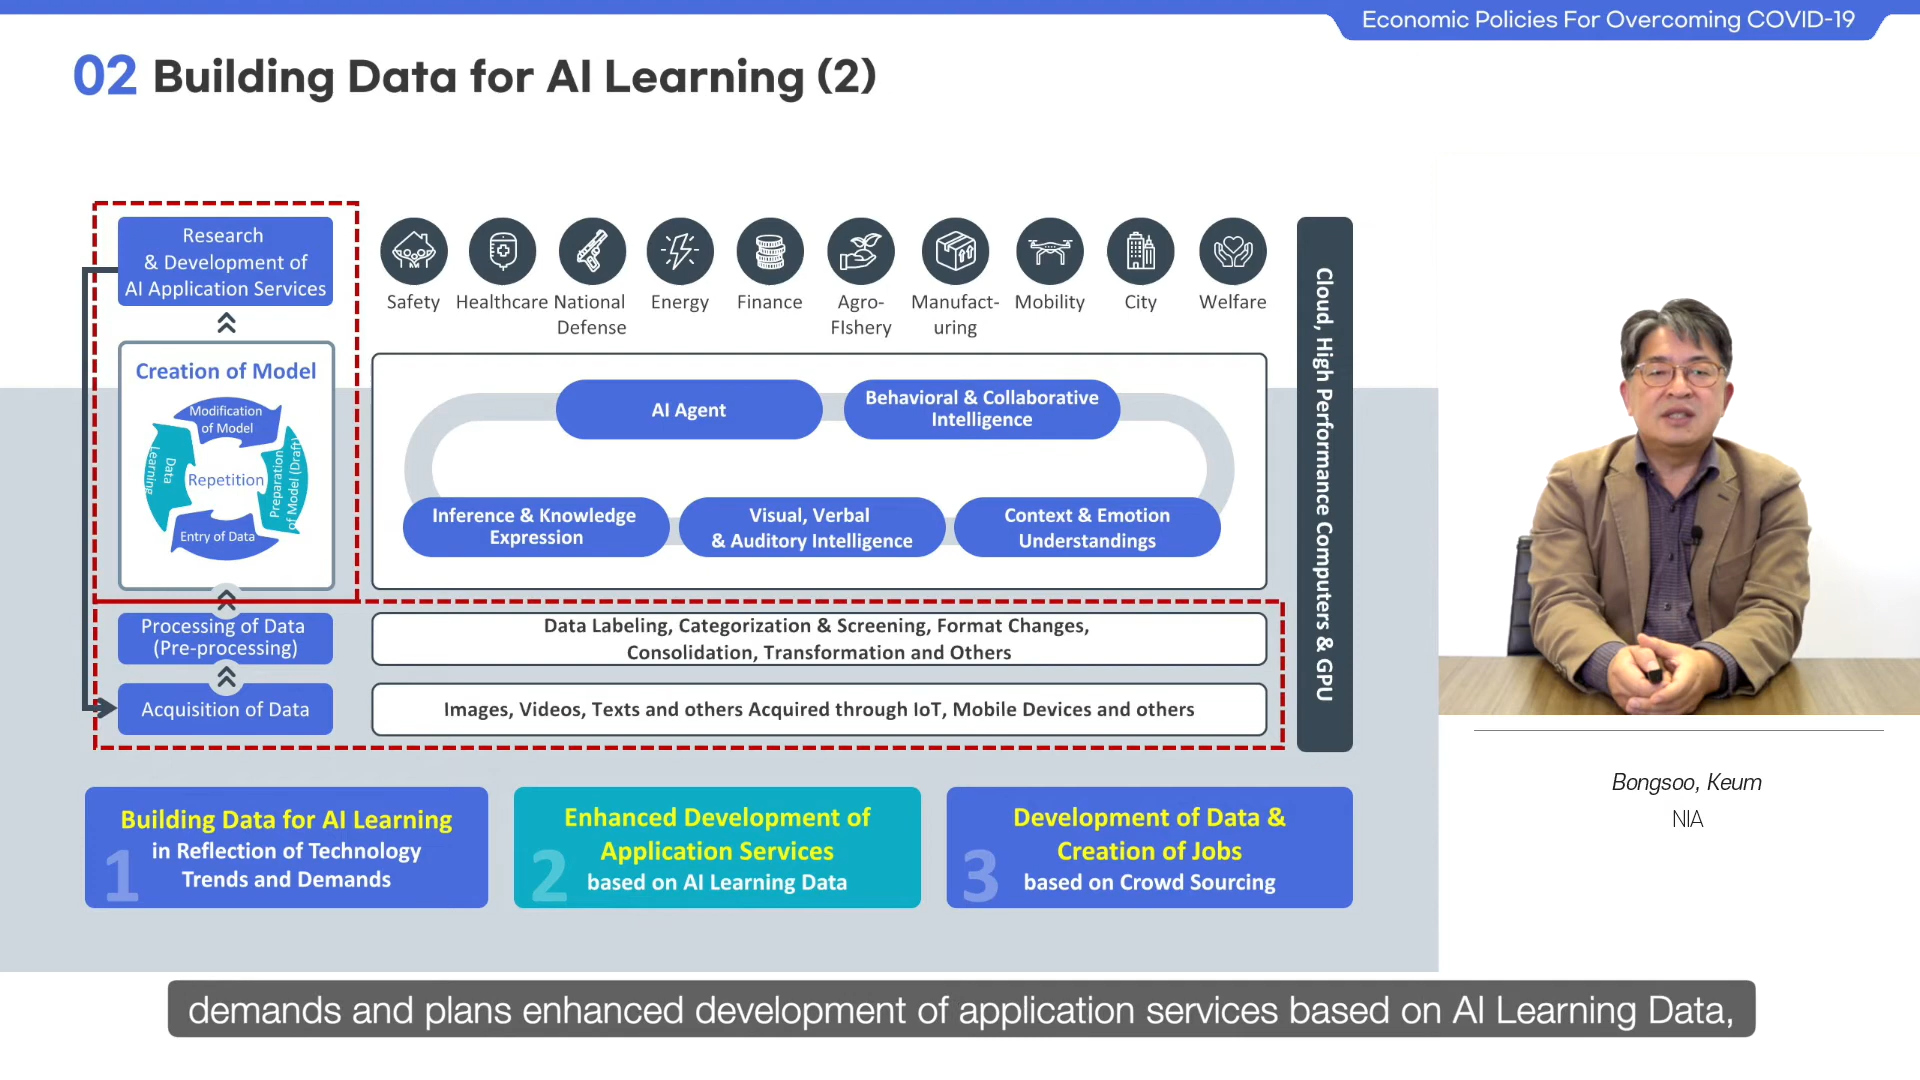 Economic Policies For Overcoming COVID-19
02 Building Data for AI Learning (2)
Research
& Development of
AI Application Services
Creation of Model
Modification
of Model
Preparation
of Model (Draft)
Entry of Data
Data
Learning
Repetition
Processing of Data
(Pre-processing)
Acquisition of Data
Safety
Healthcare
National
Defense
Energy
Finance
Agro-
FIshery
Manufact-
uring
Mobility
City
Welfare
AI Agent
Behavioral & Collaborative
Intelligence
Inference & Knowledge
Expression
Visual, Verbal
& Auditory Intelligence
Context & Emotion
Understandings
Data Labeling, Categorization & Screening, Format Changes,
Consolidation, Transformation and Others
Images, Videos, Texts and others Acquired through IoT, Mobile Devices and others
Cloud, High Performance Computers & GPU
1
Building Data for AI Learning
in Reflection of Technology
Trends and Demands
2
Enhanced Development of
Application Services
based on AI Learning Data
3
Development of Data &
Creation of Jobs
based on Crowd Sourcing
Bongsoo, Keum
NIA
demands and plans enhanced development of application services based on AI Learning Data,